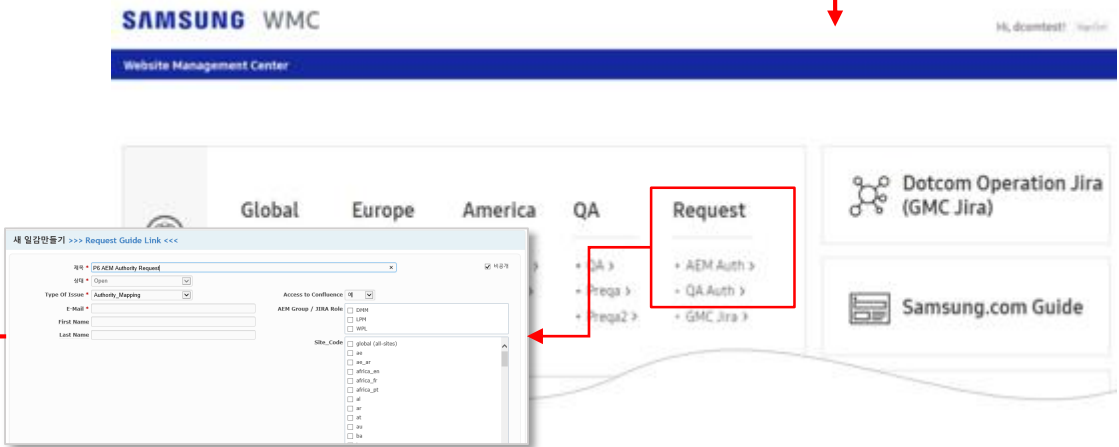 SAMSUNG WMC
Hi, dcomtest!
Website Management Center
Global
Europe
America
QA
Request
• QA >
• Preqa >
• Preqa2 >
• AEM Auth >
• QA Auth >
• GMC Jira >
Dotcom Operation Jira
(GMC Jira)
Samsung.com Guide
새 일감만들기 >>> Request Guide Link <<<
제목 * P6 AEM Authority Request
비공개
상태 * Open
Type Of Issue * Authority_Mapping
Access to Confluence 예
E-Mail *
First Name
Last Name
AEM Group / JIRA Role
DMM
LPM
WPL
Site_Code
global (all-sites)
ae
ae_ar
africa_en
africa_fr
africa_pt
al
ar
at
au
ba